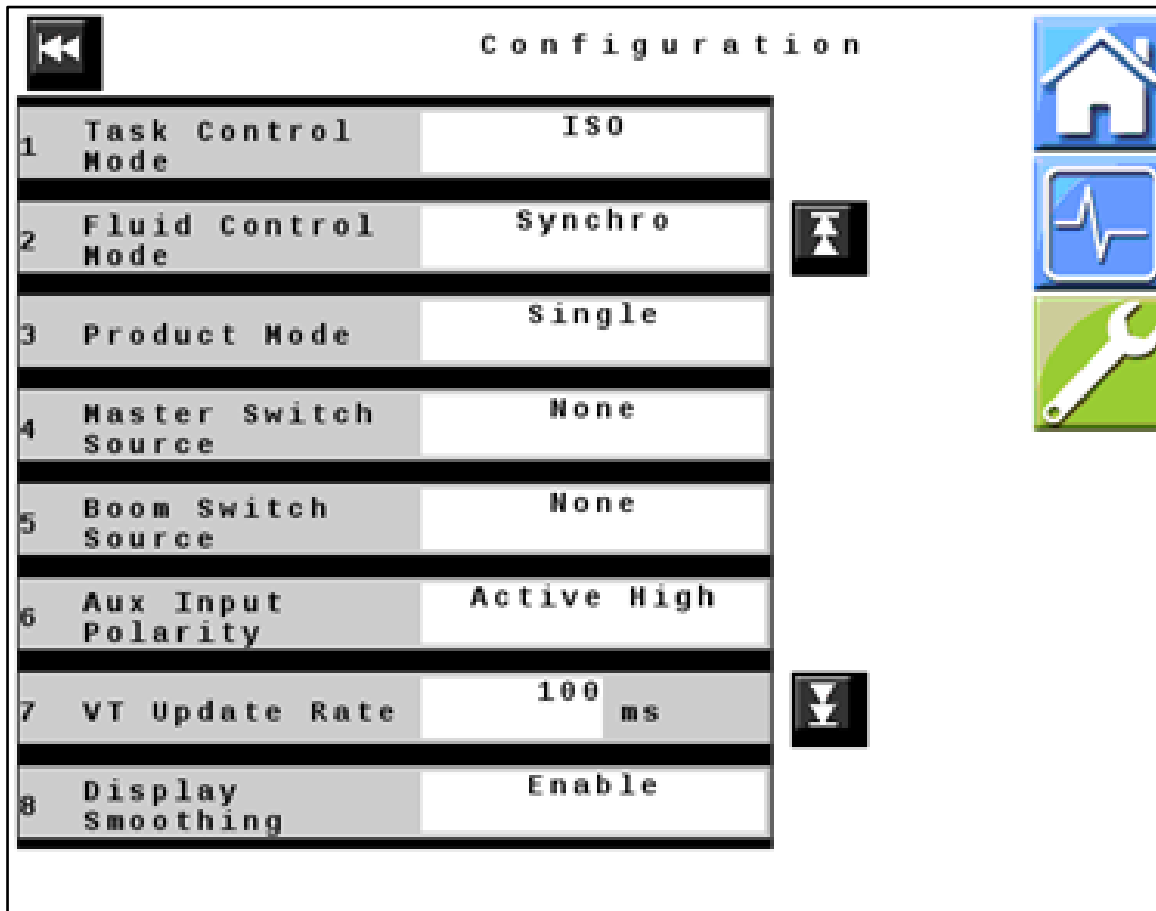 Configuration
1 Task Control Mode ISO
2 Fluid Control Mode Synchro
3 Product Mode Single
4 Master Switch Source None
5 Boom Switch Source None
6 Aux Input Polarity Active High
7 VT Update Rate 100 ms
8 Display Smoothing Enable